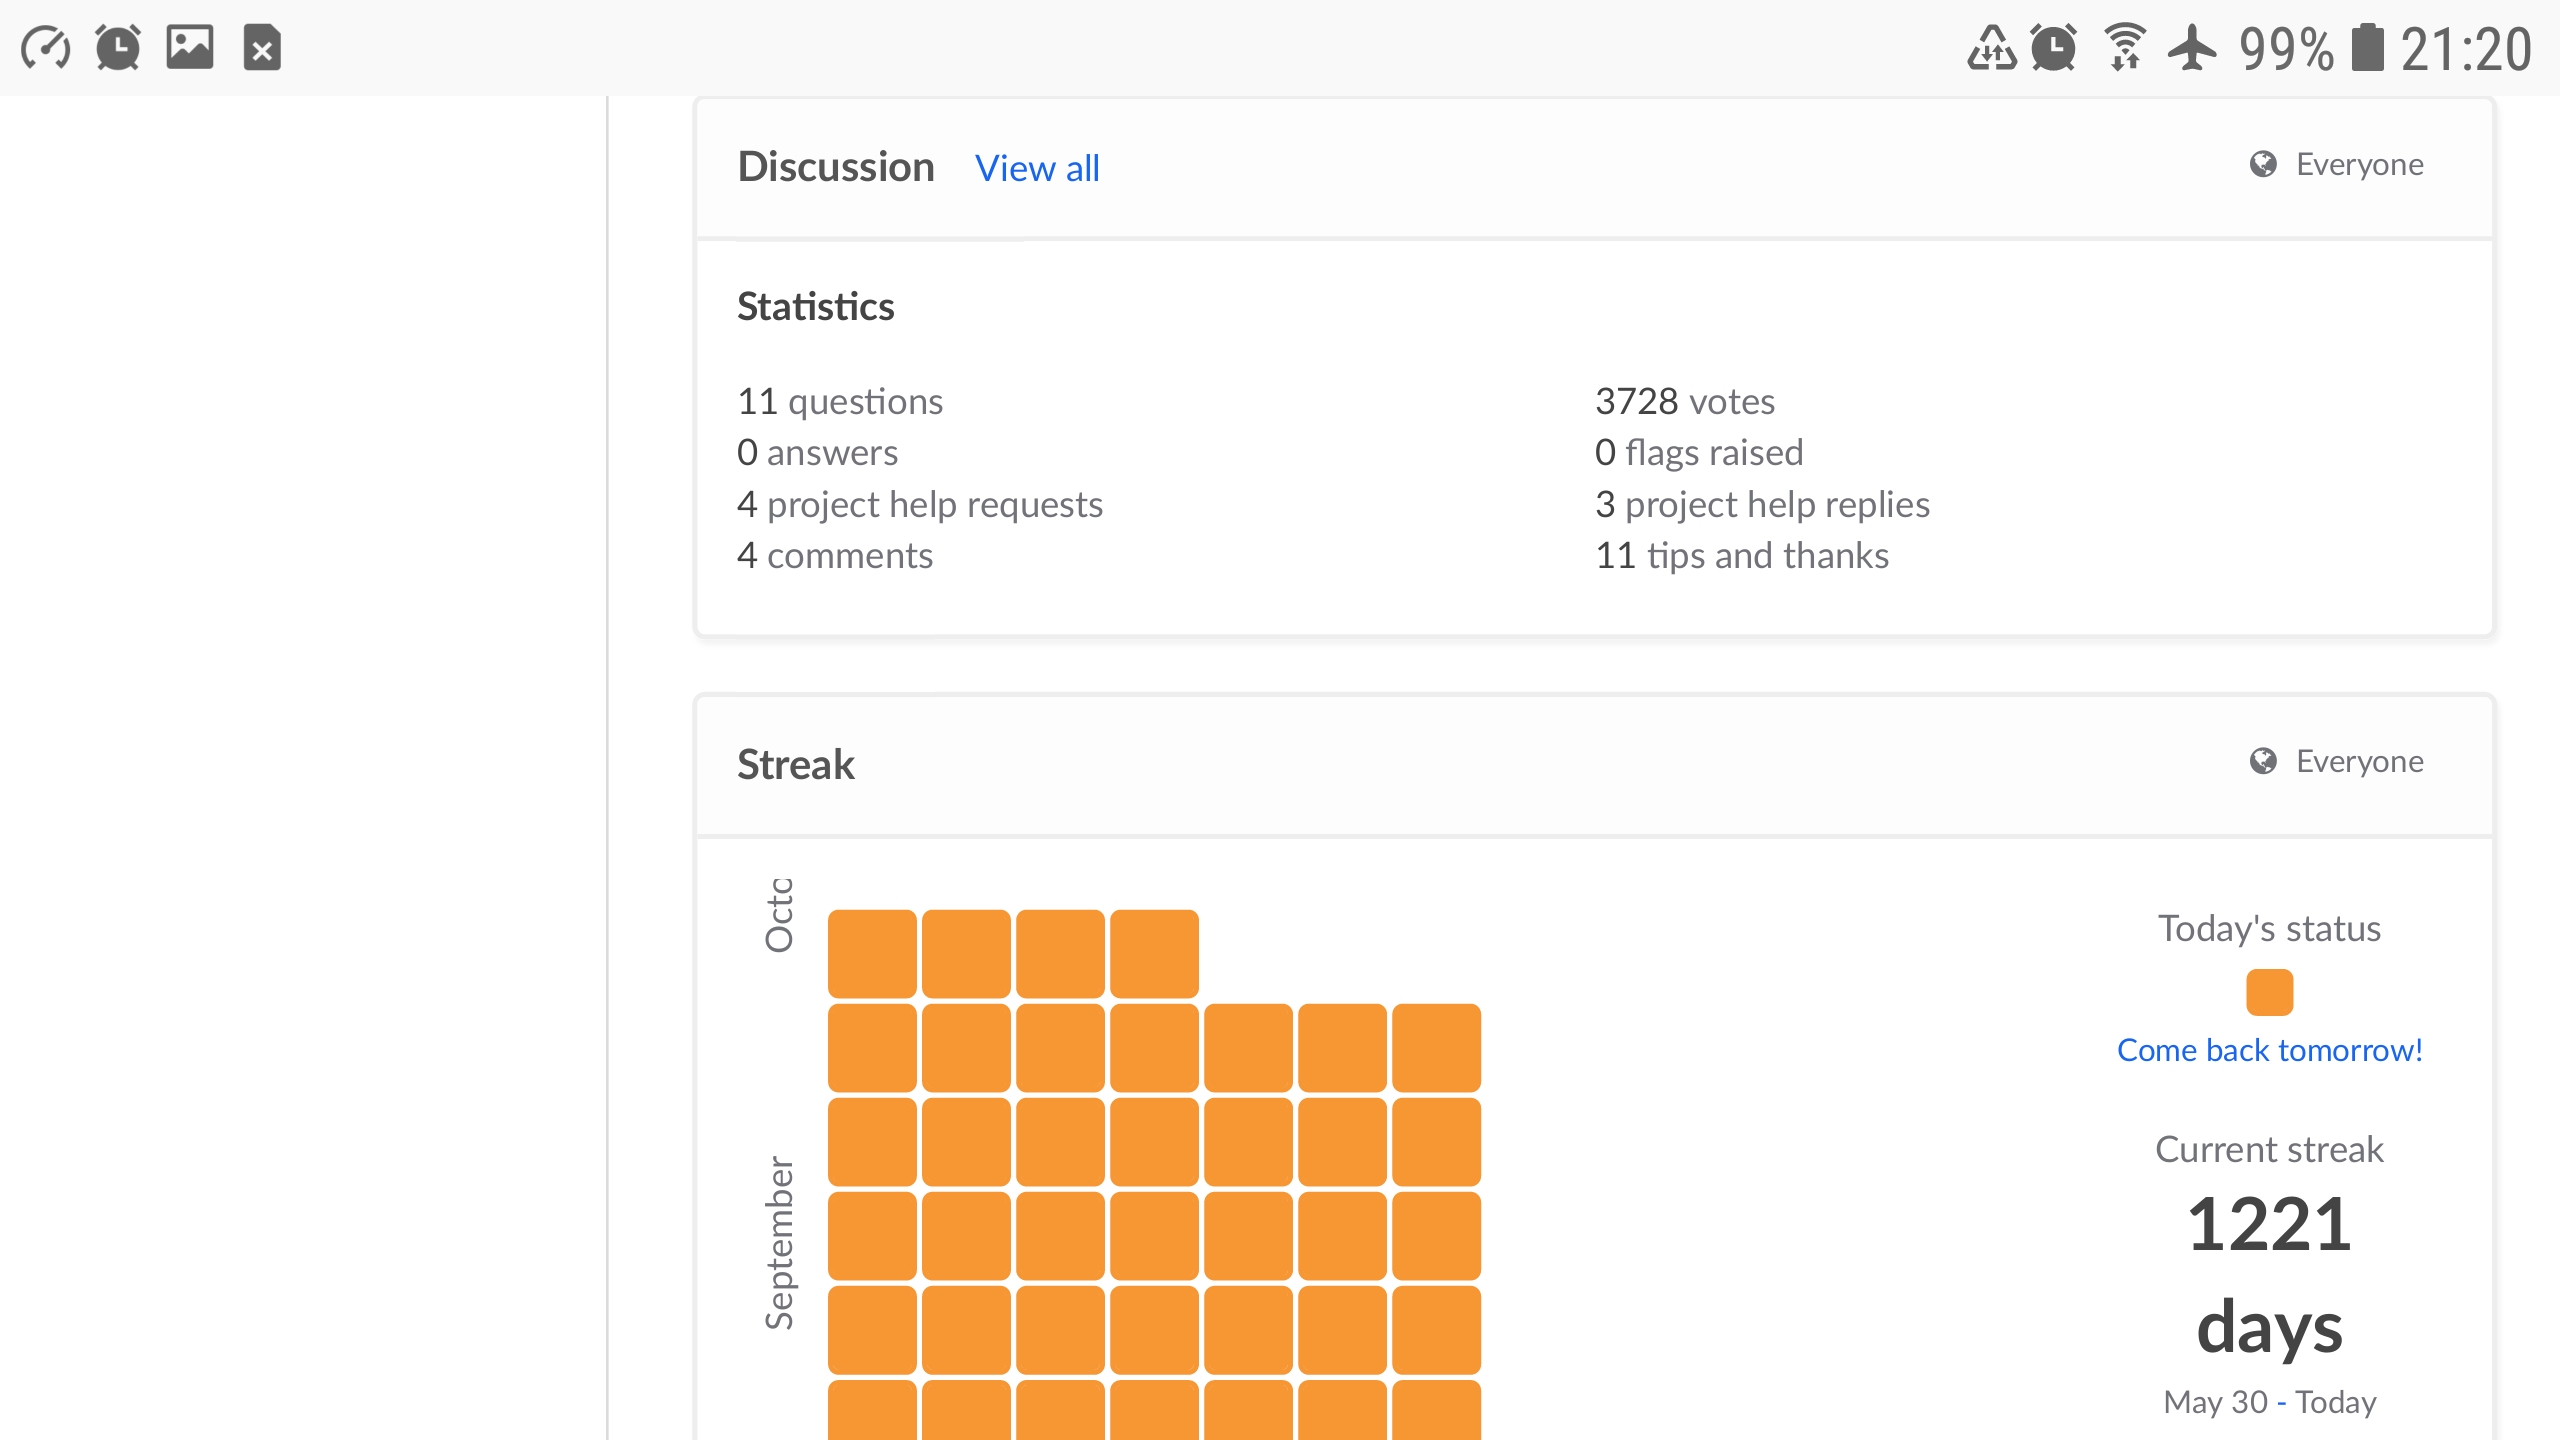 99% 21:20
Discussion View all Everyone
Statistics
11 questions
0 answers
4 project help requests
4 comments
3728 votes
0 flags raised
3 project help replies
11 tips and thanks
Streak Everyone
Octo
September
Today's status
Come back tomorrow!
Current streak
1221
days
May 30 - Today